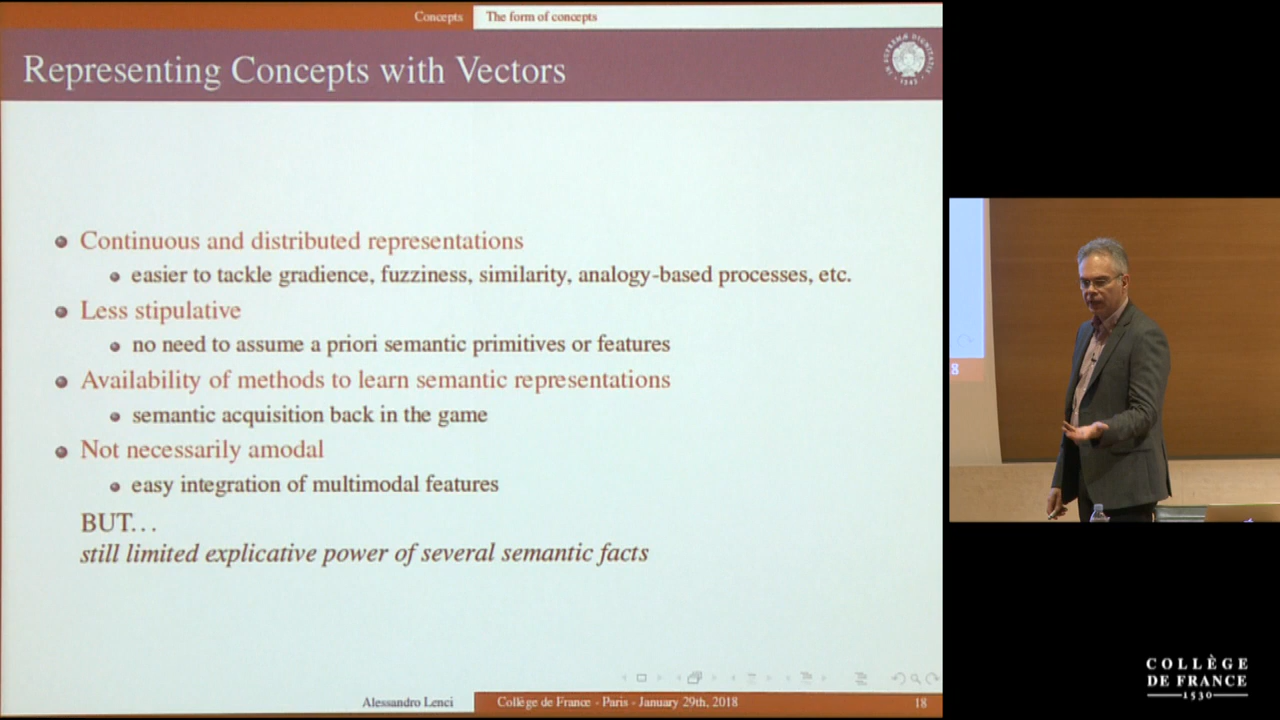 Concepts The form of concepts
Representing Concepts with Vectors
Continuous and distributed representations
easier to tackle gradience, fuzziness, similarity, analogy-based processes, etc.
Less stipulative
no need to assume a priori semantic primitives or features
Availability of methods to learn semantic representations
semantic acquisition back in the game
Not necessarily amodal
easy integration of multimodal features
BUT...
still limited explicative power of several semantic facts
Alessandro Lenci Collège de France - Paris - January 29th, 2018 18
8
COLLÈGE
DE FRANCE
1530